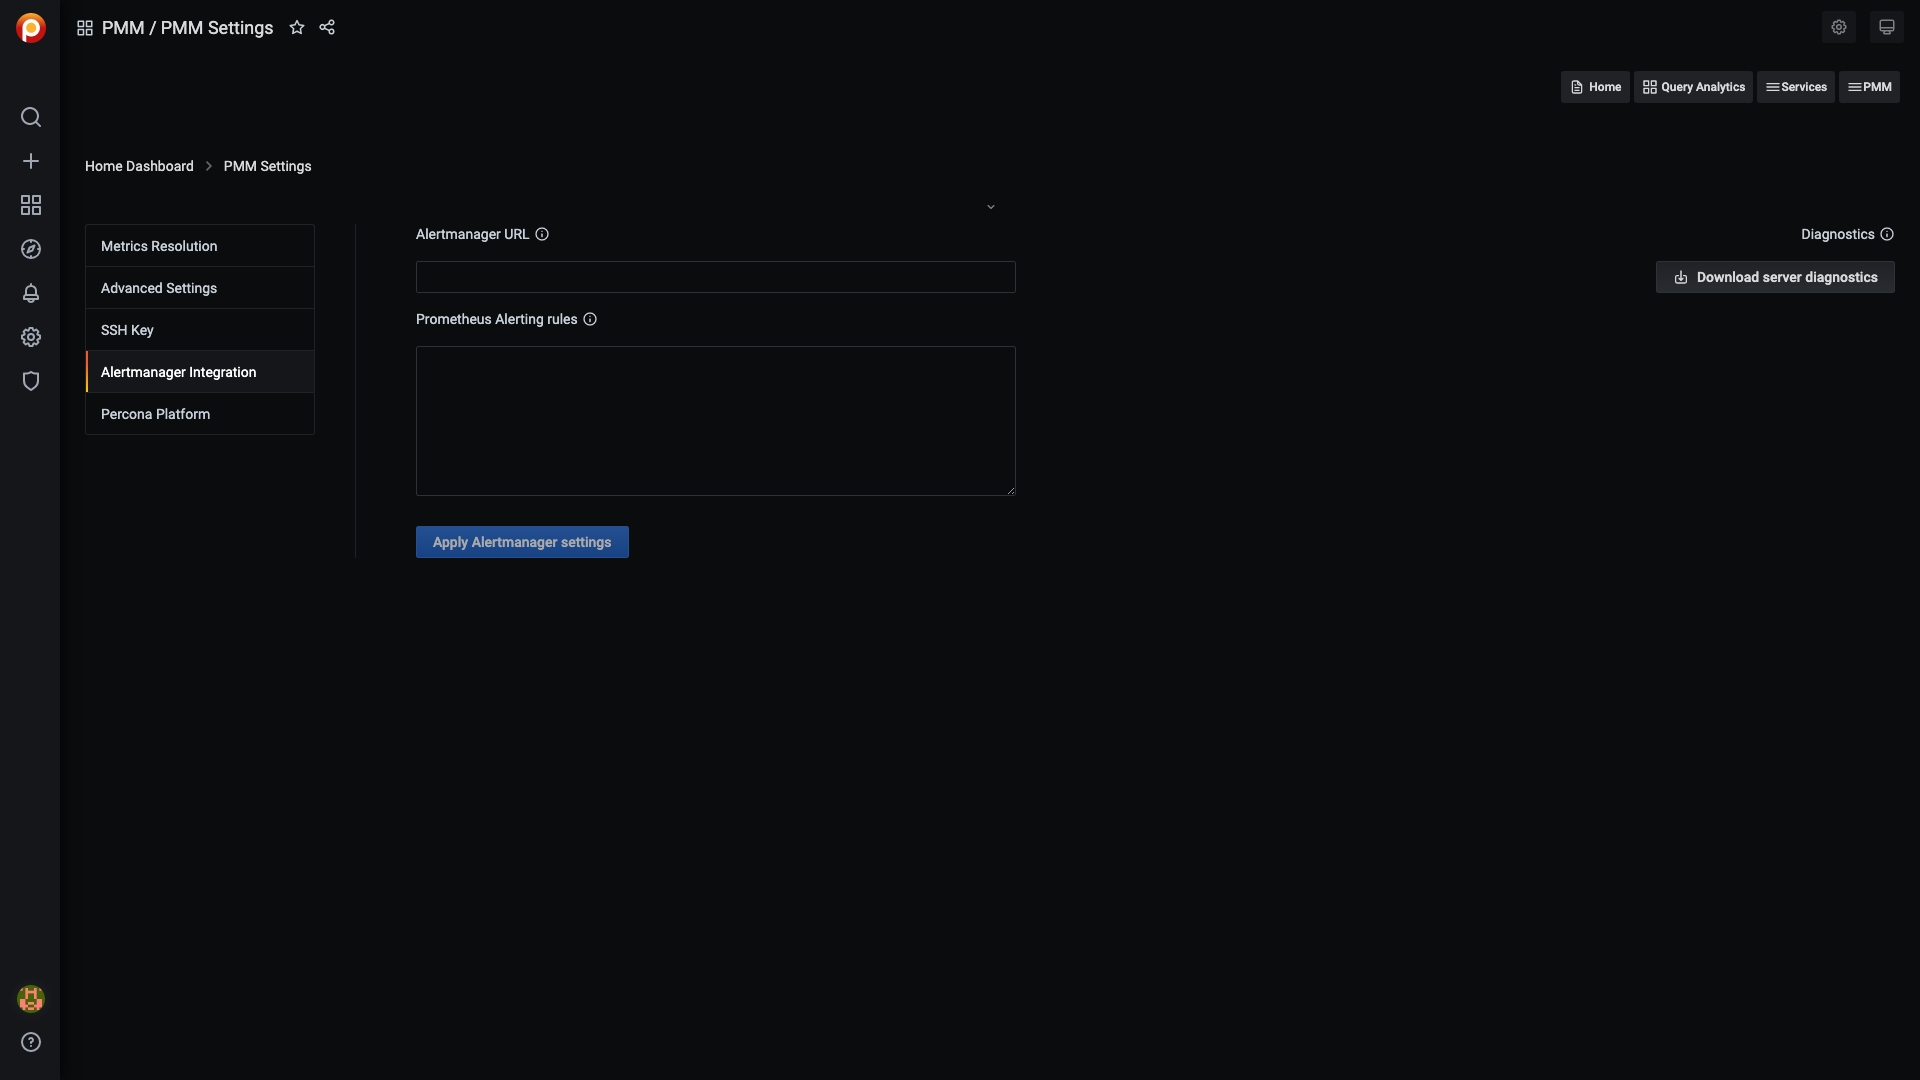 PMM / PMM Settings
Home
Query Analytics
Services
PMM
Home Dashboard
PMM Settings
Metrics Resolution
Advanced Settings
SSH Key
Alertmanager Integration
Percona Platform
Alertmanager URL
Prometheus Alerting rules
Apply Alertmanager settings
Diagnostics
Download server diagnostics